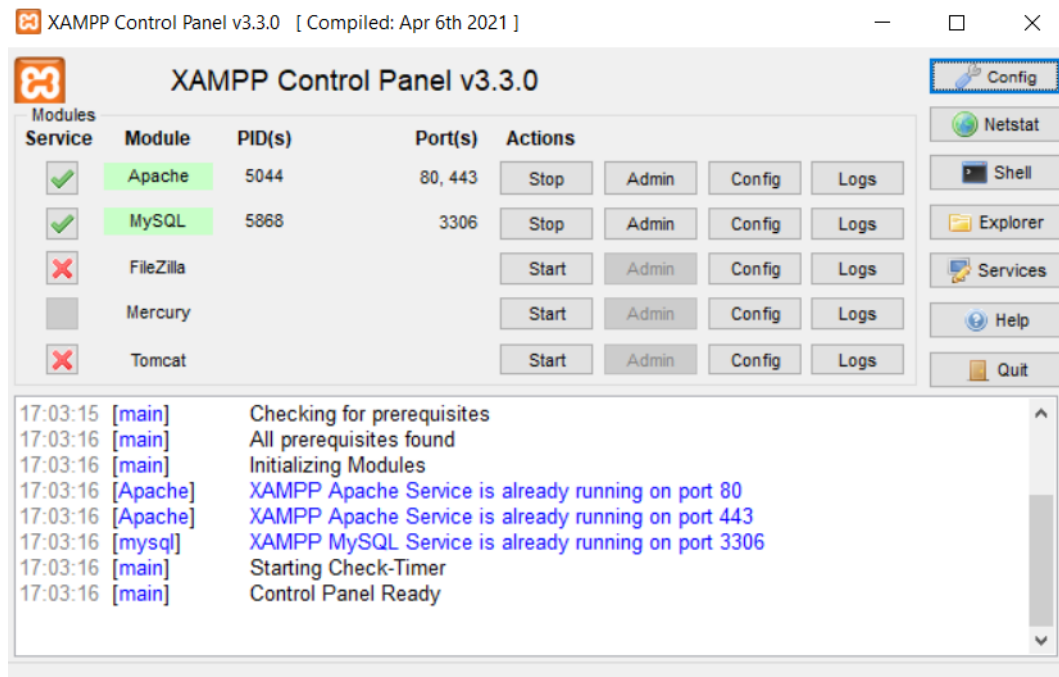 XAMPP Control Panel v3.3.0 [ Compiled: Apr 6th 2021 ]
XAMPP Control Panel v3.3.0
Config
Modules
Service Module PID(s) Port(s) Actions
Netstat
Apache 5044 80, 443 Stop Admin Config Logs
Shell
MySQL 5868 3306 Stop Admin Config Logs
Explorer
FileZilla Start Admin Config Logs
Services
Mercury Start Admin Config Logs
Help
Tomcat Start Admin Config Logs
Quit
17:03:15 [main] Checking for prerequisites
17:03:16 [main] All prerequisites found
17:03:16 [main] Initializing Modules
17:03:16 [Apache] XAMPP Apache Service is already running on port 80
17:03:16 [Apache] XAMPP Apache Service is already running on port 443
17:03:16 [mysql] XAMPP MySQL Service is already running on port 3306
17:03:16 [main] Starting Check-Timer
17:03:16 [main] Control Panel Ready